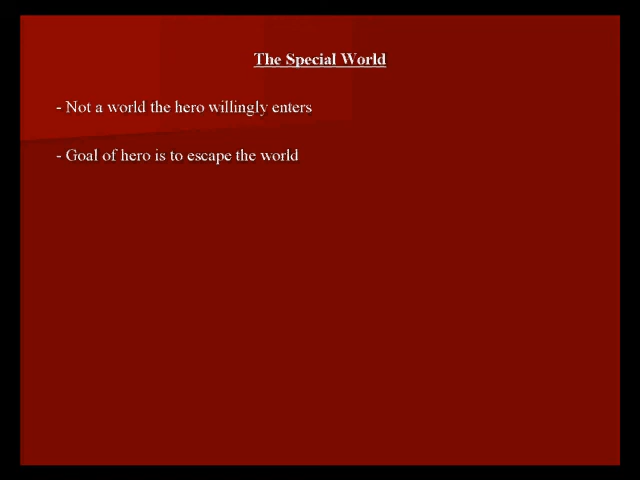 The Special World
- Not a world the hero willingly enters
- Goal of hero is to escape the world